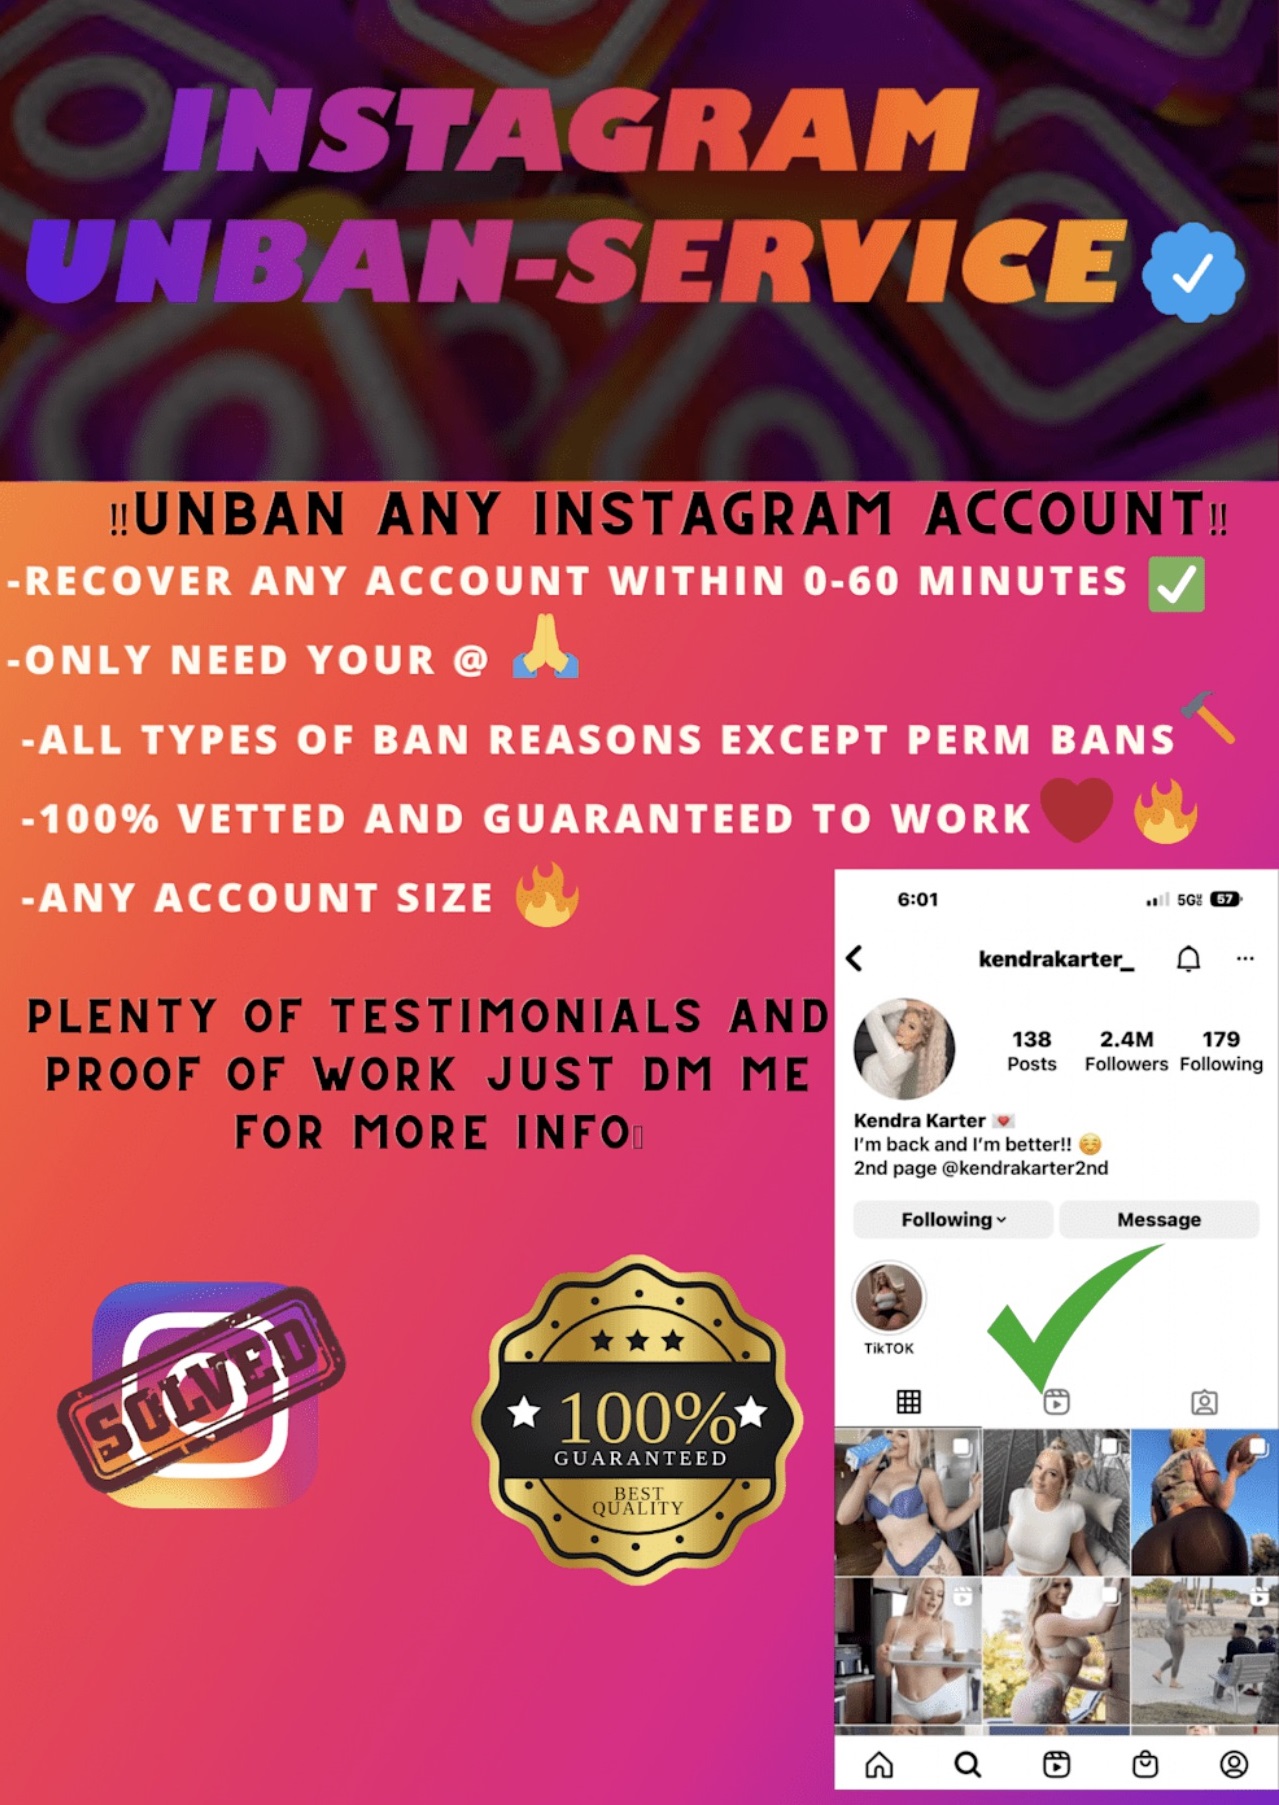 INSTAGRAM
UNBAN-SERVICE
!!UNBAN ANY INSTAGRAM ACCOUNT!!
-RECOVER ANY ACCOUNT WITHIN 0-60 MINUTES
-ONLY NEED YOUR @
-ALL TYPES OF BAN REASONS EXCEPT PERM BANS
-100% VETTED AND GUARANTEED TO WORK
-ANY ACCOUNT SIZE
PLENTY OF TESTIMONIALS AND
PROOF OF WORK JUST DM ME
FOR MORE INFO
SOLVED
100%
GUARANTEED
BEST
QUALITY
6:01 5G 57
kendrakarter_
138 2.4M 179
Posts Followers Following
Kendra Karter
I'm back and I'm better!!
2nd page @kendrakarter2nd
Following Message
TikTOK